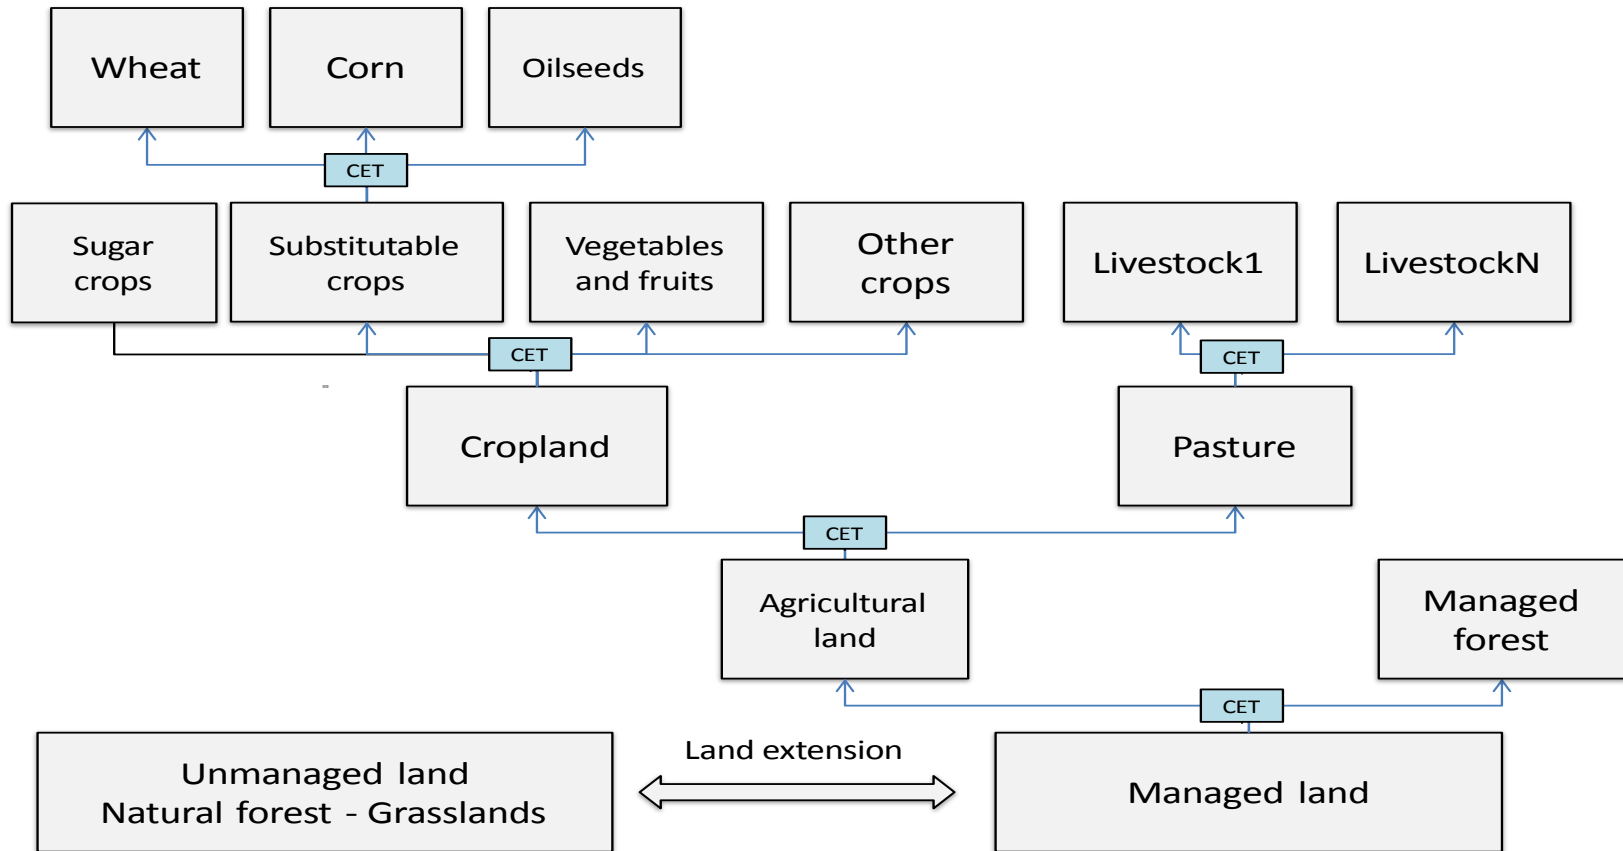 Wheat
Corn
Oilseeds
CET
Sugar
crops
Substitutable
crops
Vegetables
and fruits
Other
crops
Livestock1
LivestockN
CET
CET
Cropland
Pasture
CET
Agricultural
land
Managed
forest
CET
Unmanaged land
Natural forest - Grasslands
Land extension
Managed land